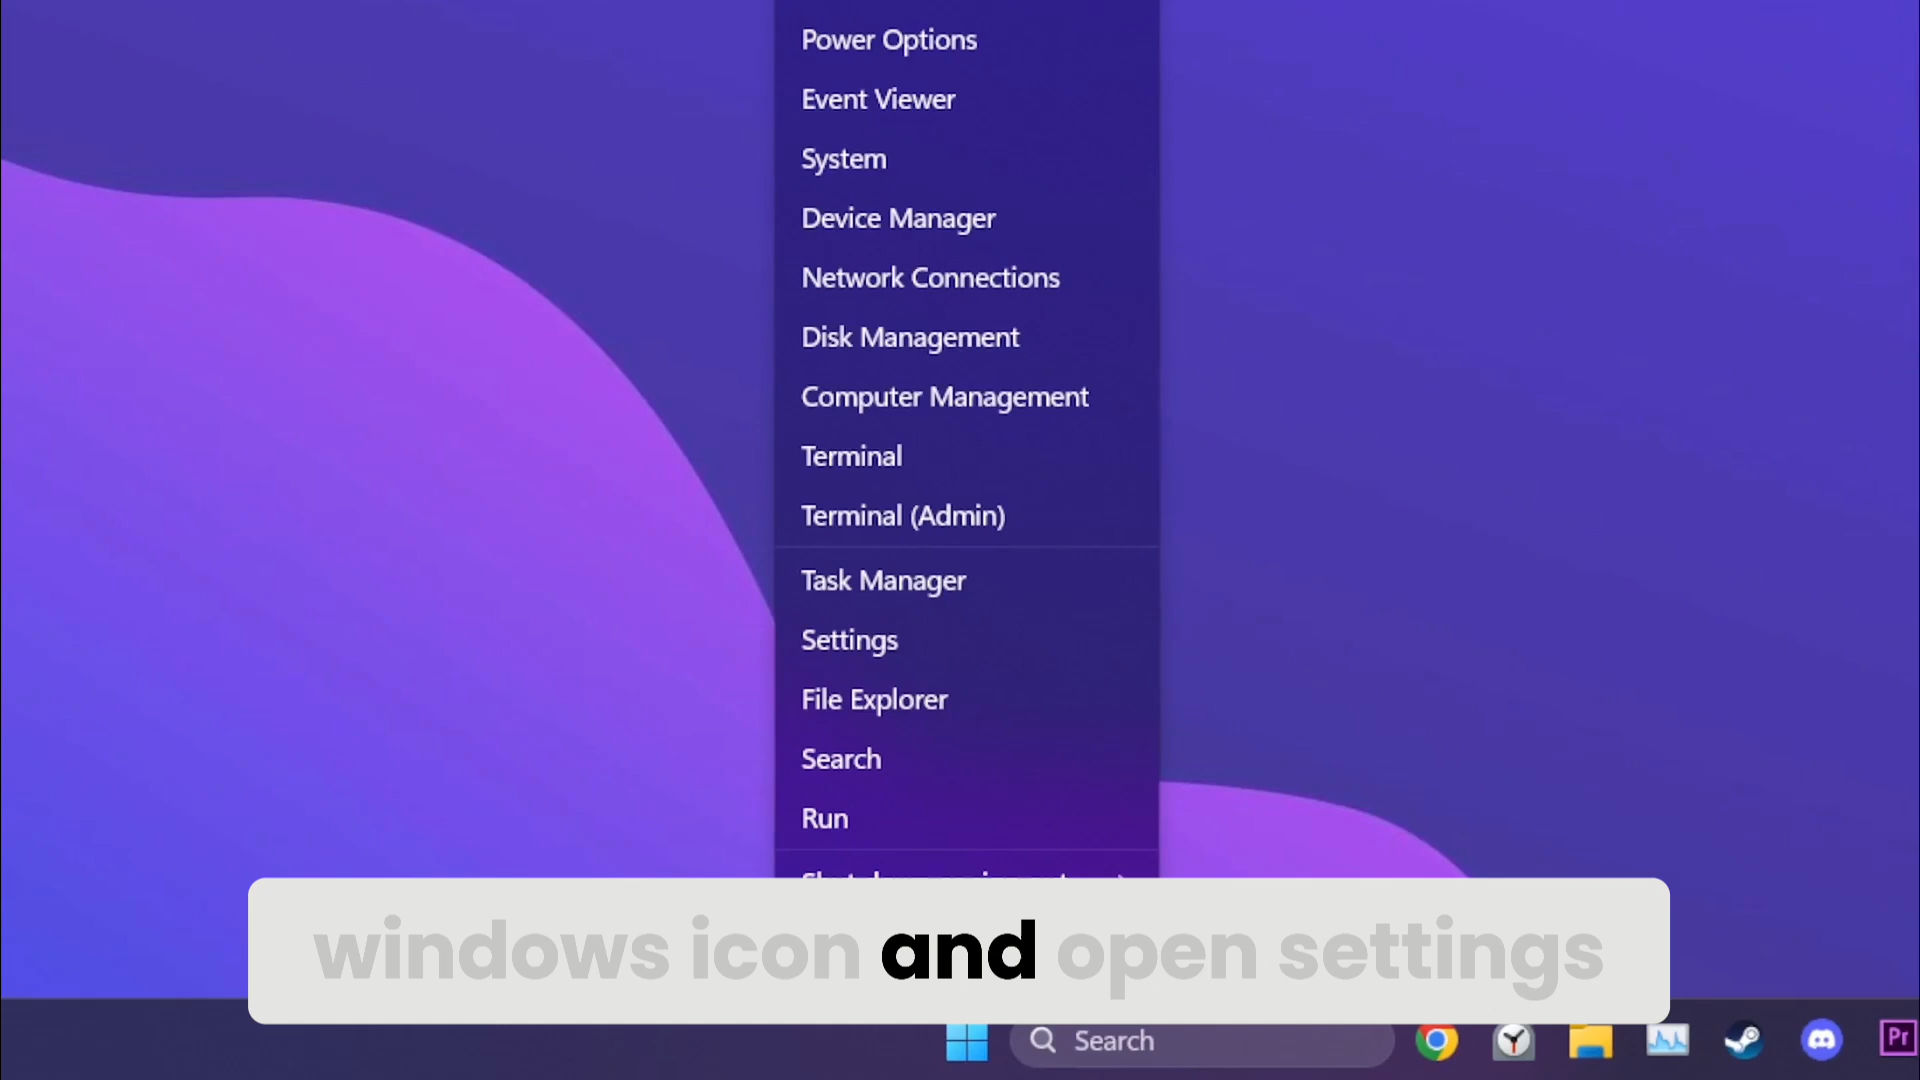 Power Options
Event Viewer
System
Device Manager
Network Connections
Disk Management
Computer Management
Terminal
Terminal (Admin)
Task Manager
Settings
File Explorer
Search
Run
windows icon and open settings
Search
Pr